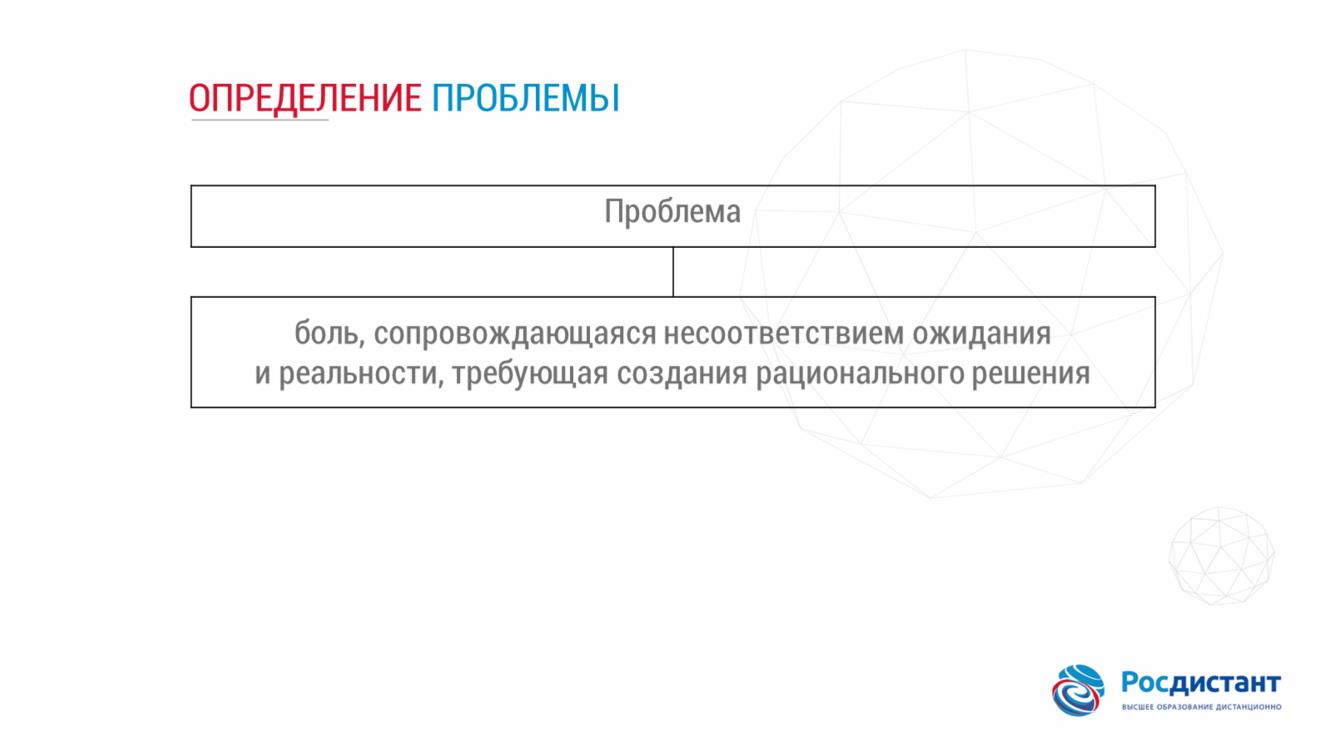 ОПРЕДЕЛЕНИЕ ПРОБЛЕМЫ
Проблема
боль, сопровождающаяся несоответствием ожидания
и реальности, требующая создания рационального решения
Росдистант
ВЫСШЕЕ ОБРАЗОВАНИЕ ДИСТАНЦИОННО